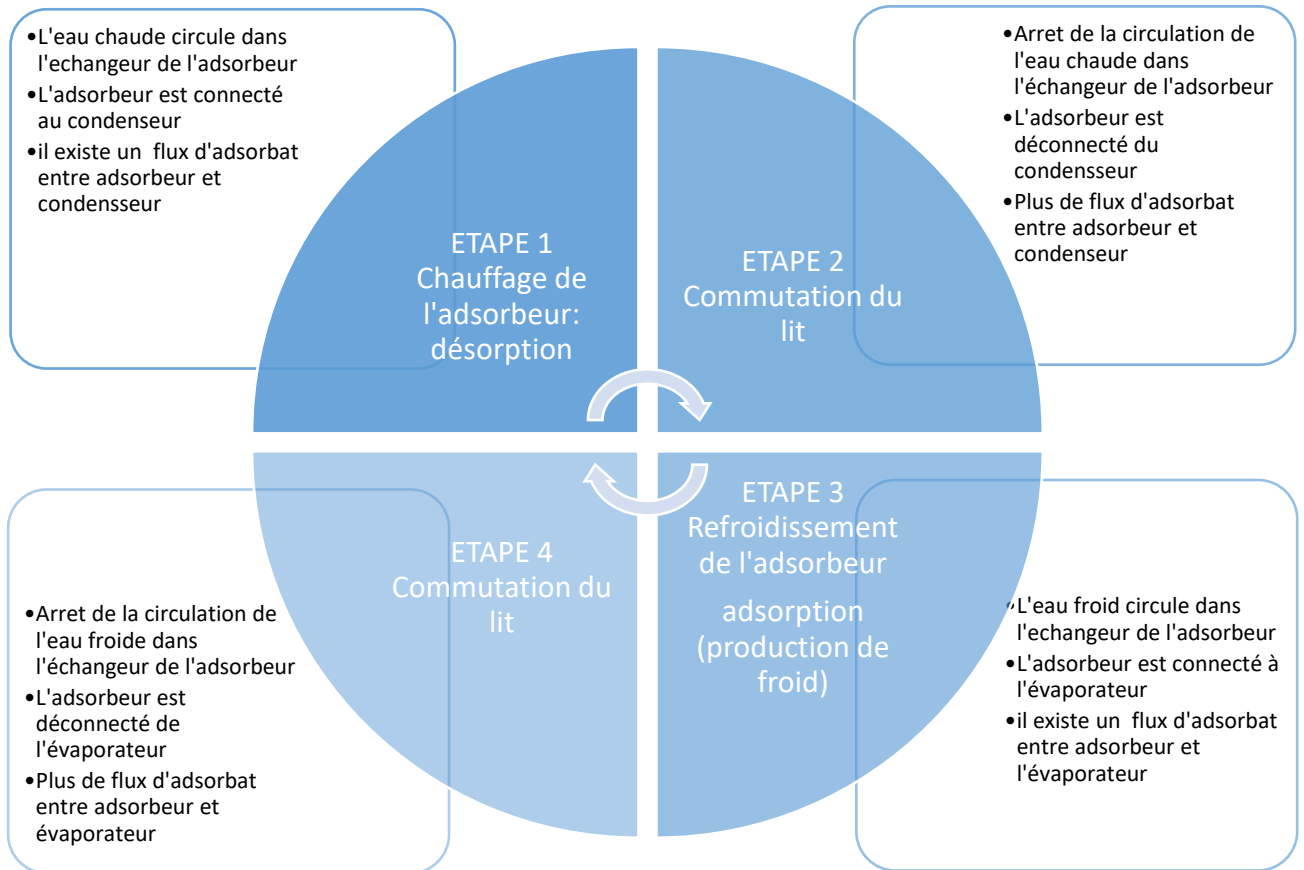 •L'eau chaude circule dans
l'echangeur de l'adsorbeur
•L'adsorbeur est connecté
au condenseur
•il existe un  flux d'adsorbat
entre adsorbeur et
condensseur
ETAPE 1
Chauffage de
l'adsorbeur:
désorption
•Arret de la circulation de
l'eau chaude dans
l'échangeur de l'adsorbeur
•L'adsorbeur est
déconnecté du
condensseur
•Plus de flux d'adsorbat
entre adsorbeur et
condenseur
ETAPE 2
Commutation du
lit
ETAPE 3
Refroidissement
de l'adsorbeur
adsorption
(production de
froid)
•L'eau froid circule dans
l'echangeur de l'adsorbeur
•L'adsorbeur est connecté à
l'évaporateur
•il existe un  flux d'adsorbat
entre adsorbeur et
l'évaporateur
ETAPE 4
Commutation du
lit
•Arret de la circulation de
l'eau froide dans
l'échangeur de l'adsorbeur
•L'adsorbeur est
déconnecté de
l'évaporateur
•Plus de flux d'adsorbat
entre adsorbeur et
évaporateur